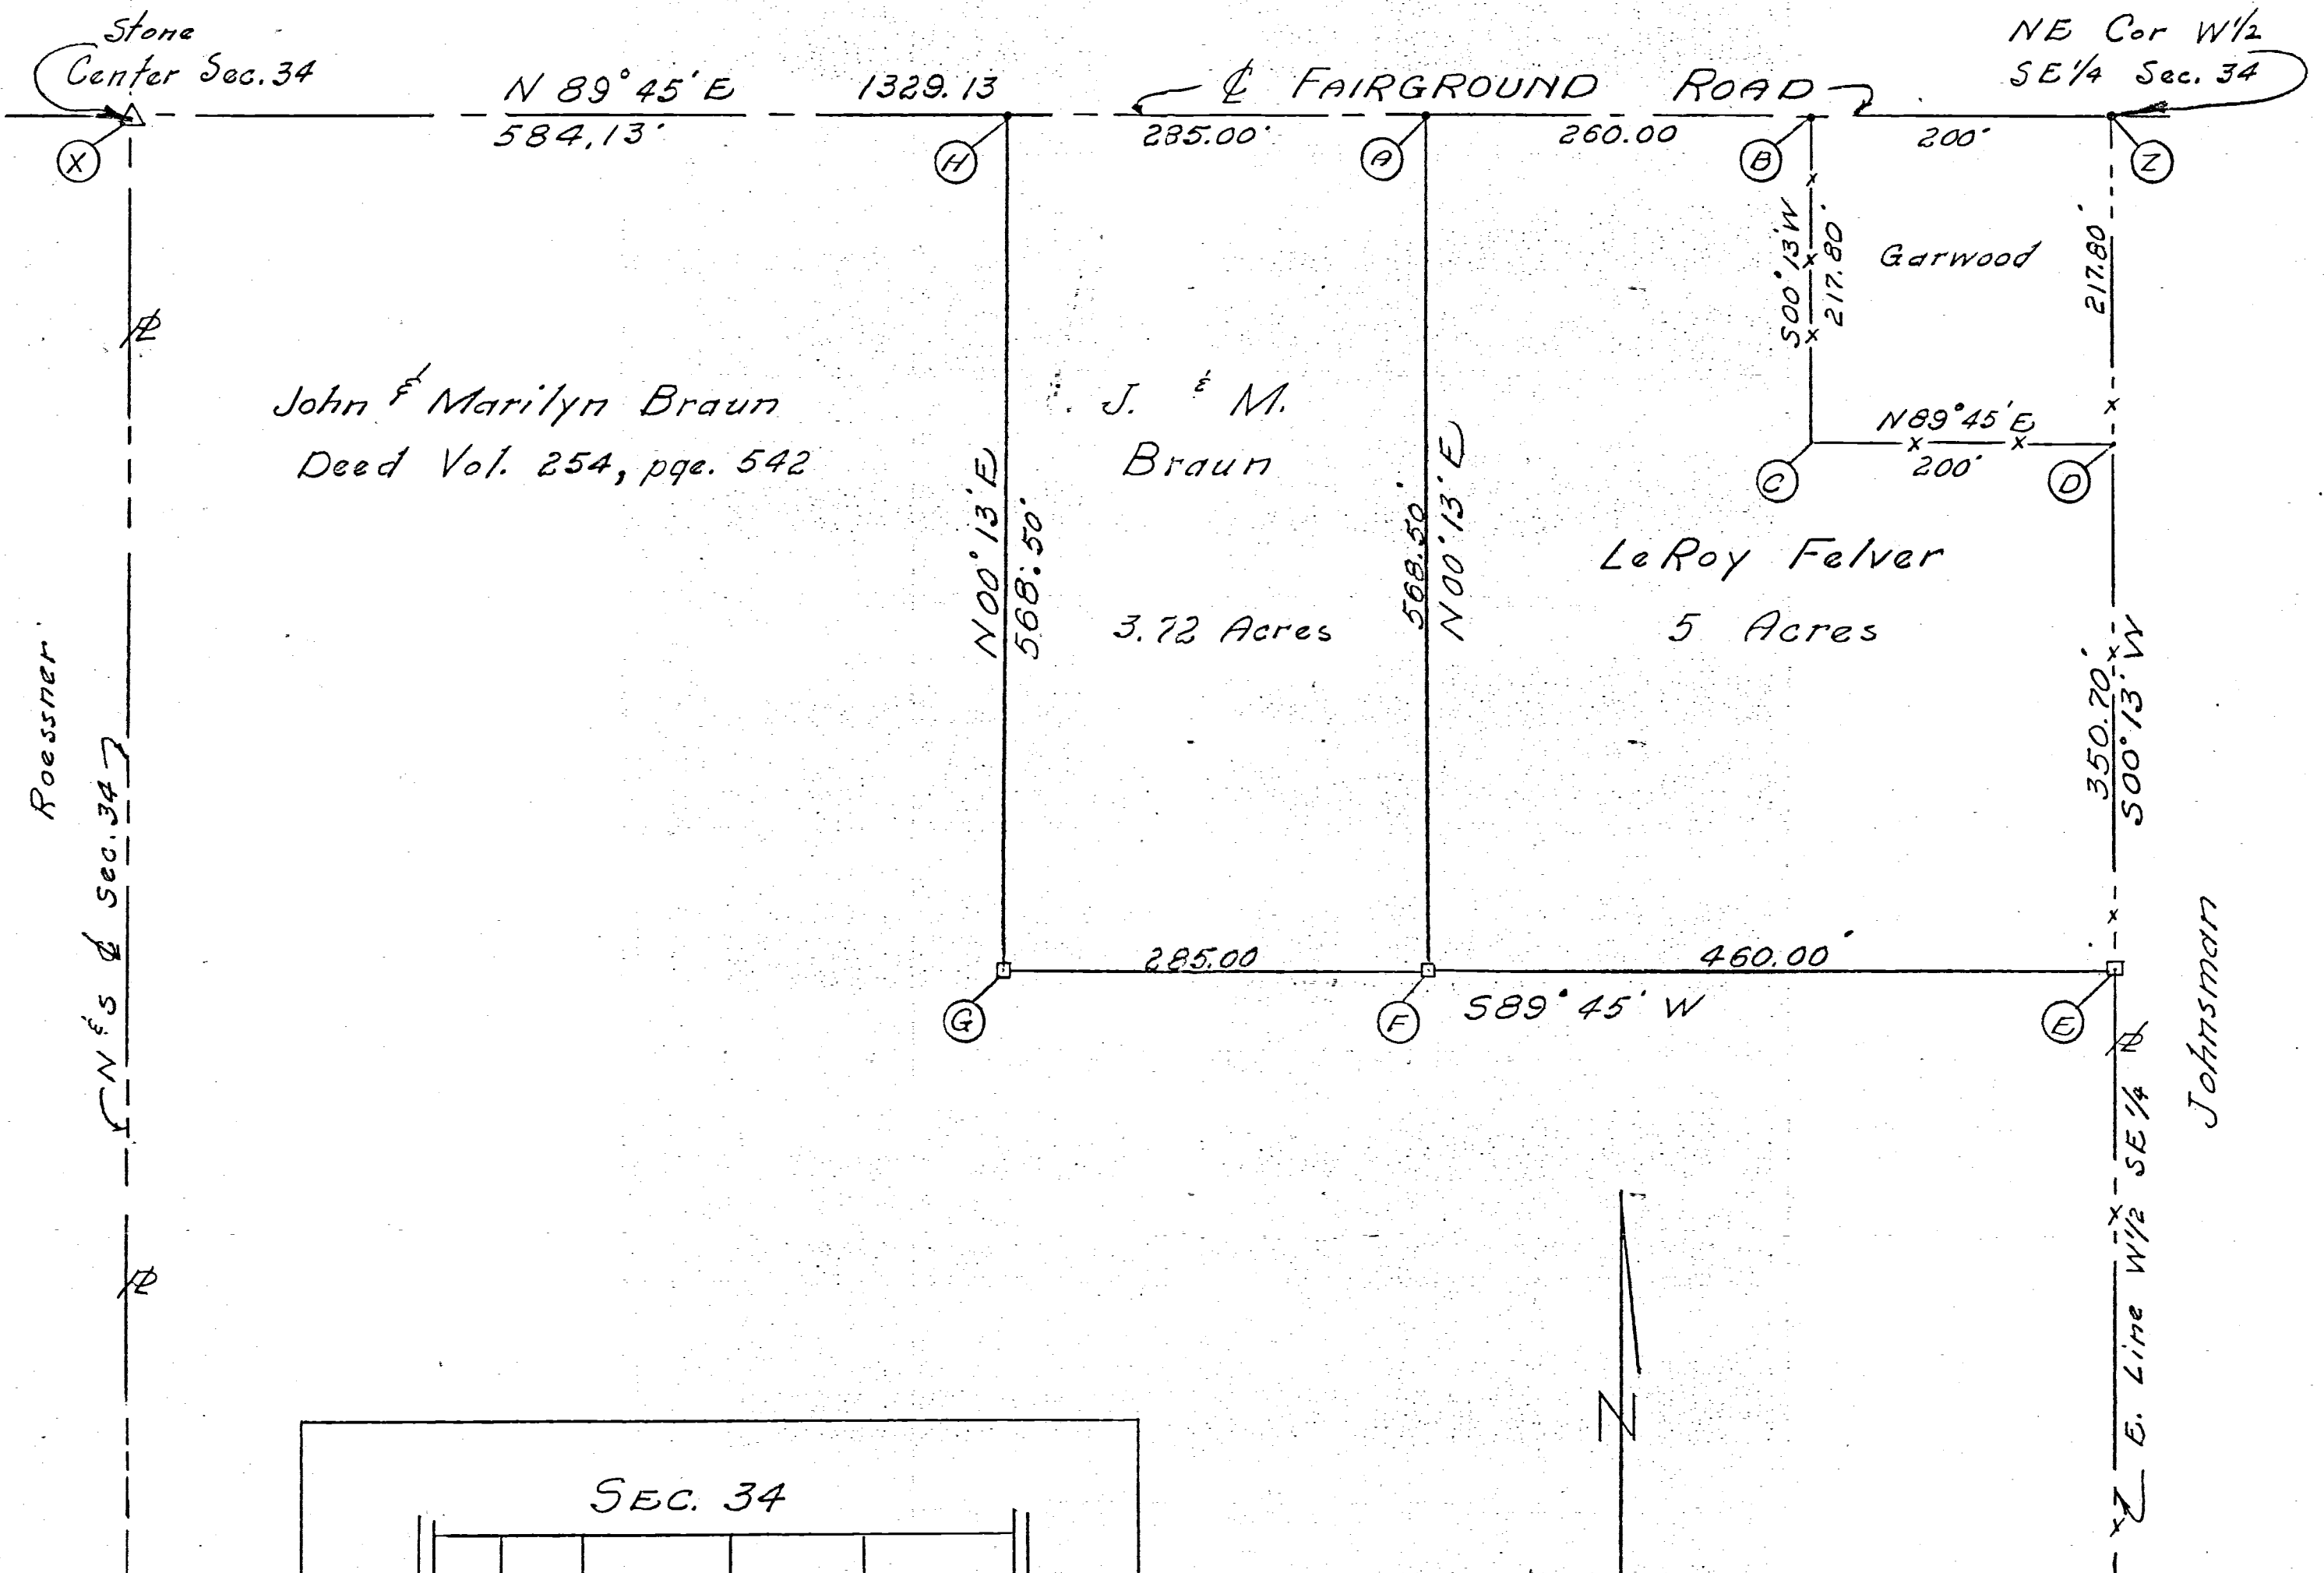 Stone
Center Sec. 34
NE Cor W1/2
SE1/4 Sec. 34
N 89° 45' E
1329.13
℄ FAIRGROUND ROAD
584.13'
285.00'
260.00
200'
X
H
A
B
Z
S00° 13' W
217.80'
Garwood
217.80'
John & Marilyn Braun
Deed Vol. 254, pge. 542
J. & M.
Braun
3.72 Acres
N 00° 13' E
568.50'
568.50'
N 00° 13' E
N89° 45' E
200'
C
D
LeRoy Felver
5 Acres
350.70'
S00° 13' W
Roessner
N & S ℄ Sec. 34
285.00
460.00'
S89° 45' W
G
F
E
Johnsman
E. Line W1/2 SE1/4
℄
℄
℄
N
SEC. 34